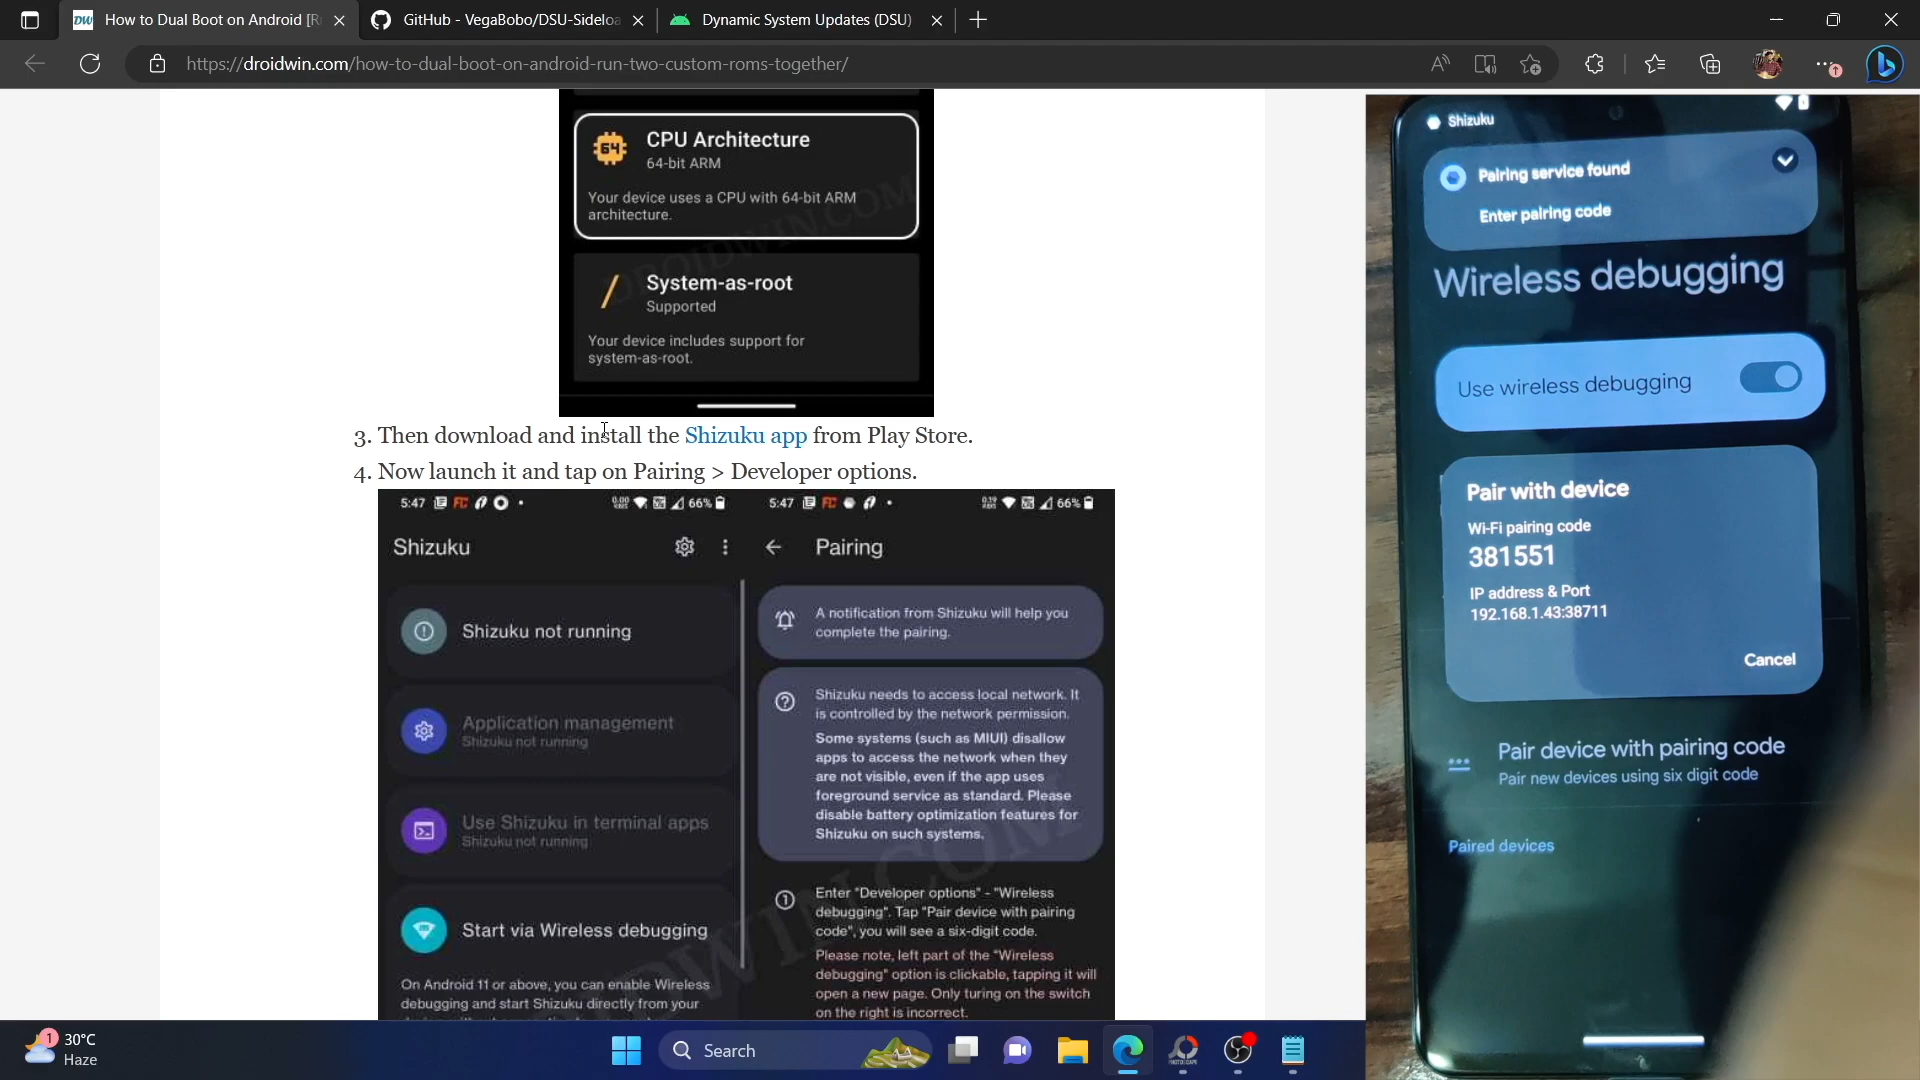 How to Dual Boot on Android [R
GitHub - VegaBobo/DSU-Sideloa
Dynamic System Updates (DSU)
https://droidwin.com/how-to-dual-boot-on-android-run-two-custom-roms-together/
CPU Architecture
64-bit ARM
Your device uses a CPU with 64-bit ARM
architecture.
System-as-root
Supported
Your device includes support for
system-as-root.
3. Then download and install the Shizuku app from Play Store.
4. Now launch it and tap on Pairing > Developer options.
5:47 66%
Shizuku
Shizuku not running
Application management
Shizuku not running
Use Shizuku in terminal apps
Shizuku not running
Start via Wireless debugging
On Android 11 or above, you can enable Wireless
debugging and start Shizuku directly from your
5:47 66%
Pairing
A notification from Shizuku will help you
complete the pairing.
Shizuku needs to access local network. It
is controlled by the network permission.
Some systems (such as MIUI) disallow
apps to access the network when they
are not visible, even if the app uses
foreground service as standard. Please
disable battery optimization features for
Shizuku on such systems.
1 Enter "Developer options" - "Wireless
debugging". Tap "Pair device with pairing
code", you will see a six-digit code.
Please note, left part of the "Wireless
debugging" option is clickable, tapping it will
open a new page. Only turing on the switch
on the right is incorrect.
Shizuku
Pairing service found
Enter pairing code
Wireless debugging
Use wireless debugging
Pair with device
Wi-Fi pairing code
381551
IP address & Port
192.168.1.43:38711
Cancel
Pair device with pairing code
Pair new devices using six digit code
Paired devices
1
30°C
Haze
Search